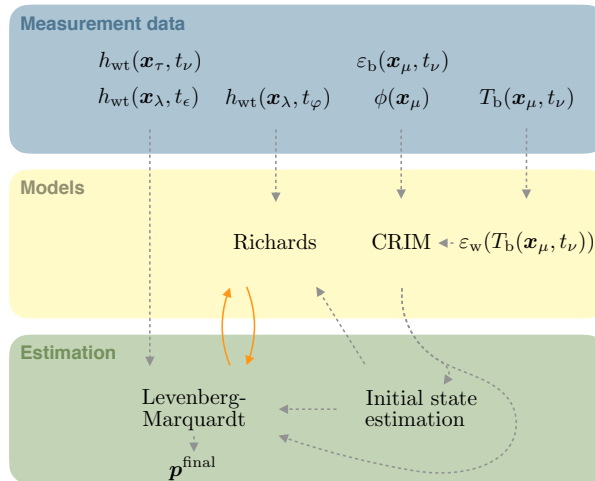 Measurement data
h_wt(x_τ, t_ν) ε_b(x_μ, t_ν)
h_wt(x_λ, t_ϵ) h_wt(x_λ, t_φ) ϕ(x_μ) T_b(x_μ, t_ν)
Models
Richards CRIM ε_w(T_b(x_μ, t_ν))
Estimation
Levenberg- Initial state
Marquardt estimation
p^final